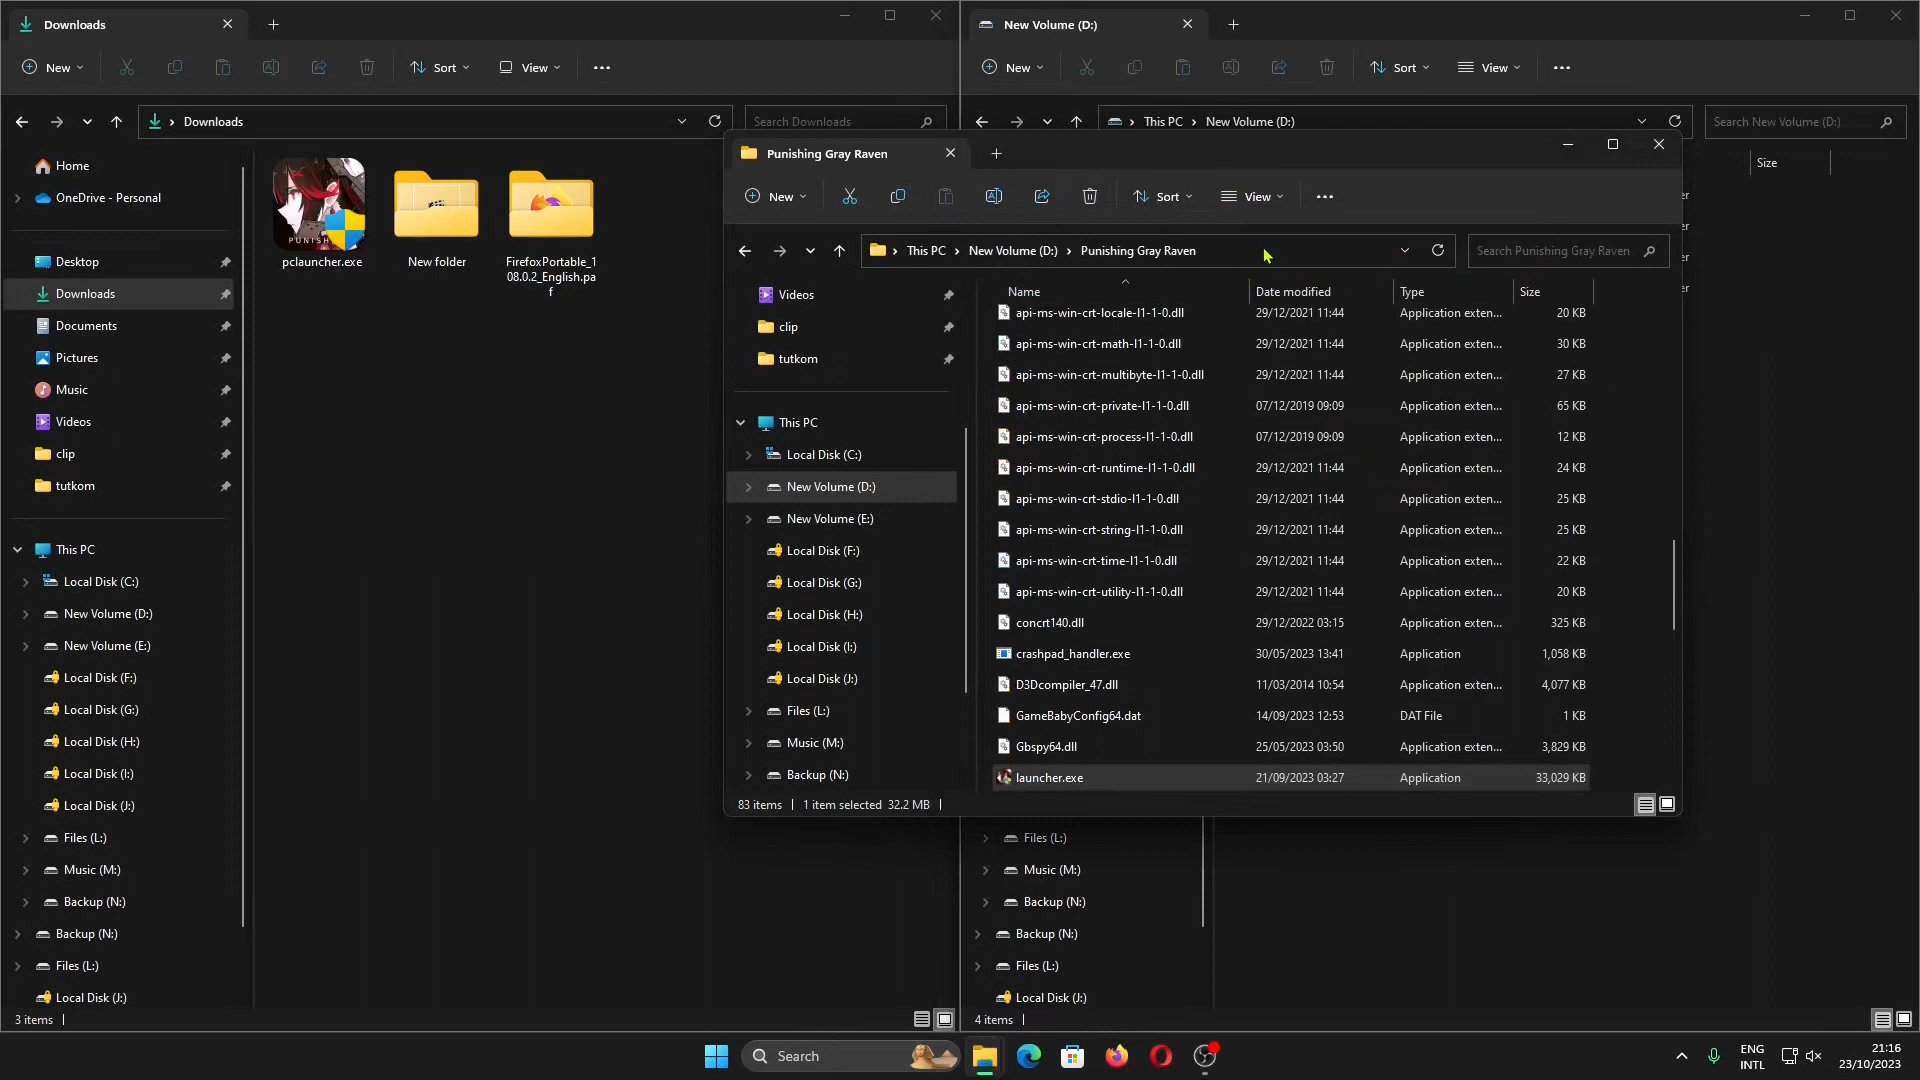 Downloads
New
Sort
View
Downloads
Search Downloads
Home
OneDrive - Personal
Desktop
Downloads
Documents
Pictures
Music
Videos
clip
tutkom
This PC
Local Disk (C:)
New Volume (D:)
New Volume (E:)
Local Disk (F:)
Local Disk (G:)
Local Disk (H:)
Local Disk (I:)
Local Disk (J:)
Files (L:)
Music (M:)
Backup (N:)
Backup (N:)
Files (L:)
Local Disk (J:)
3 items
PUNISH
pclauncher.exe
New folder
FirefoxPortable_1
08.0.2_English.pa
f
New Volume (D:)
New
Sort
View
This PC > New Volume (D:)
Search New Volume (D:)
Size
Punishing Gray Raven
New
Sort
View
This PC > New Volume (D:) > Punishing Gray Raven
Search Punishing Gray Raven
Videos
clip
tutkom
This PC
Local Disk (C:)
New Volume (D:)
New Volume (E:)
Local Disk (F:)
Local Disk (G:)
Local Disk (H:)
Local Disk (I:)
Local Disk (J:)
Files (L:)
Music (M:)
Backup (N:)
Name Date modified Type Size
api-ms-win-crt-locale-l1-1-0.dll 29/12/2021 11:44 Application exten... 20 KB
api-ms-win-crt-math-l1-1-0.dll 29/12/2021 11:44 Application exten... 30 KB
api-ms-win-crt-multibyte-l1-1-0.dll 29/12/2021 11:44 Application exten... 27 KB
api-ms-win-crt-private-l1-1-0.dll 07/12/2019 09:09 Application exten... 65 KB
api-ms-win-crt-process-l1-1-0.dll 07/12/2019 09:09 Application exten... 12 KB
api-ms-win-crt-runtime-l1-1-0.dll 29/12/2021 11:44 Application exten... 24 KB
api-ms-win-crt-stdio-l1-1-0.dll 29/12/2021 11:44 Application exten... 25 KB
api-ms-win-crt-string-l1-1-0.dll 29/12/2021 11:44 Application exten... 25 KB
api-ms-win-crt-time-l1-1-0.dll 29/12/2021 11:44 Application exten... 22 KB
api-ms-win-crt-utility-l1-1-0.dll 29/12/2021 11:44 Application exten... 20 KB
concrt140.dll 29/12/2022 03:15 Application exten... 325 KB
crashpad_handler.exe 30/05/2023 13:41 Application 1,058 KB
D3Dcompiler_47.dll 11/03/2014 10:54 Application exten... 4,077 KB
GameBabyConfig64.dat 14/09/2023 12:53 DAT File 1 KB
Gbspy64.dll 25/05/2023 03:50 Application exten... 3,829 KB
launcher.exe 21/09/2023 03:27 Application 33,029 KB
83 items 1 item selected 32.2 MB
Files (L:)
Music (M:)
Backup (N:)
Backup (N:)
Files (L:)
Local Disk (J:)
4 items
Search
ENG
INTL
21:16
23/10/2023